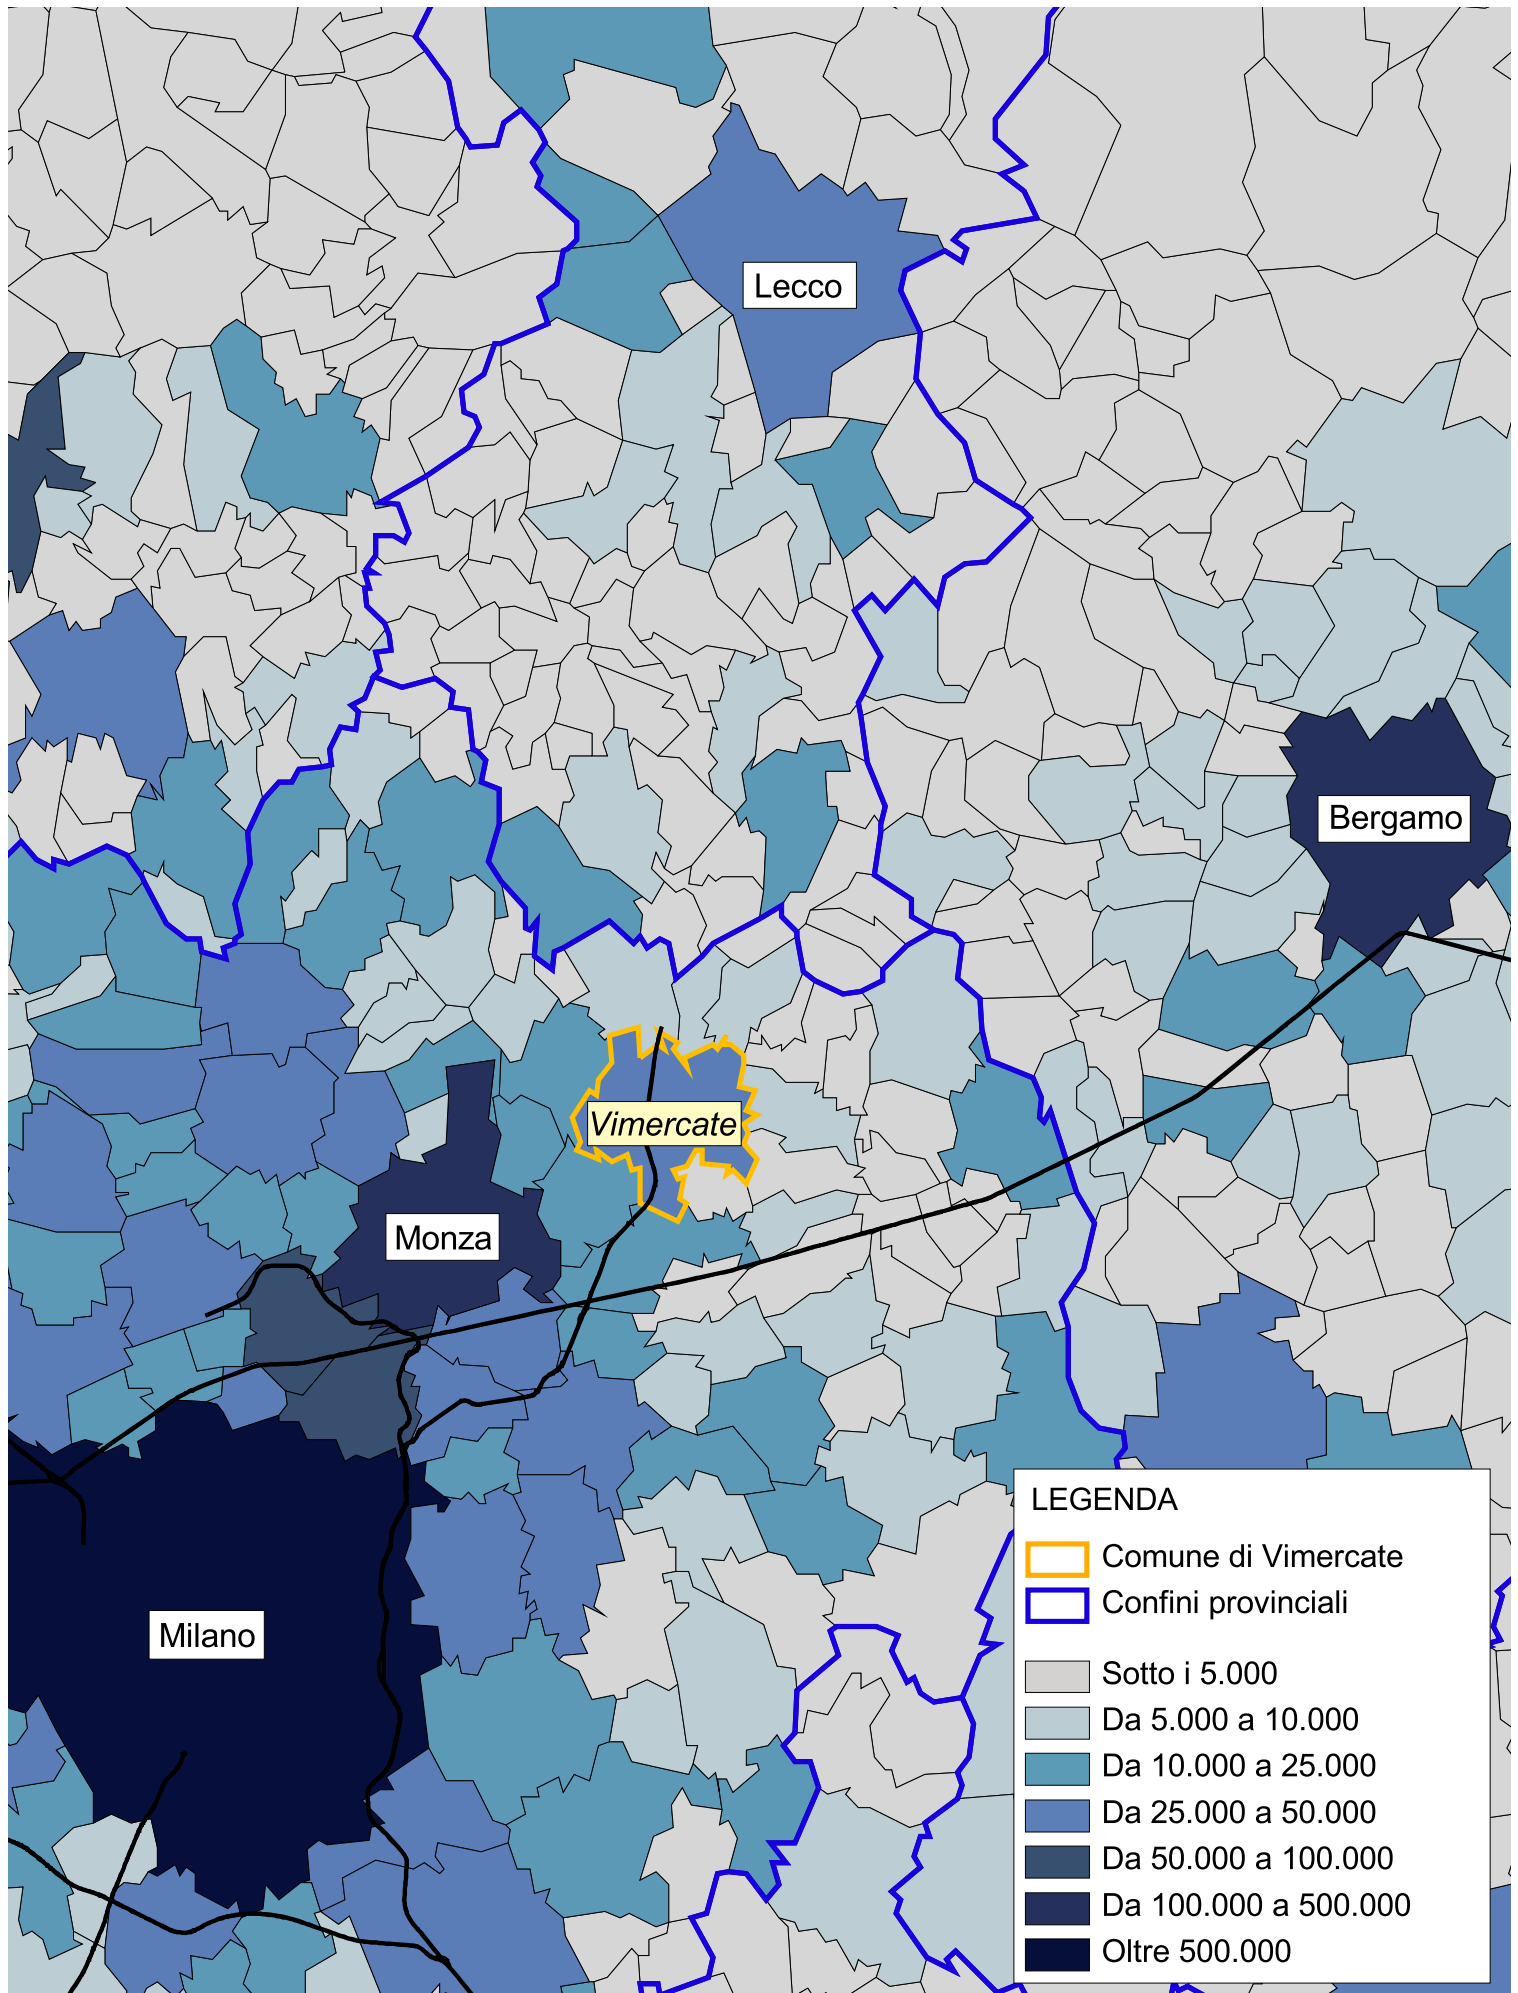 Lecco
Bergamo
Vimercate
Monza
Milano
LEGENDA
Comune di Vimercate
Confini provinciali
Sotto i 5.000
Da 5.000 a 10.000
Da 10.000 a 25.000
Da 25.000 a 50.000
Da 50.000 a 100.000
Da 100.000 a 500.000
Oltre 500.000